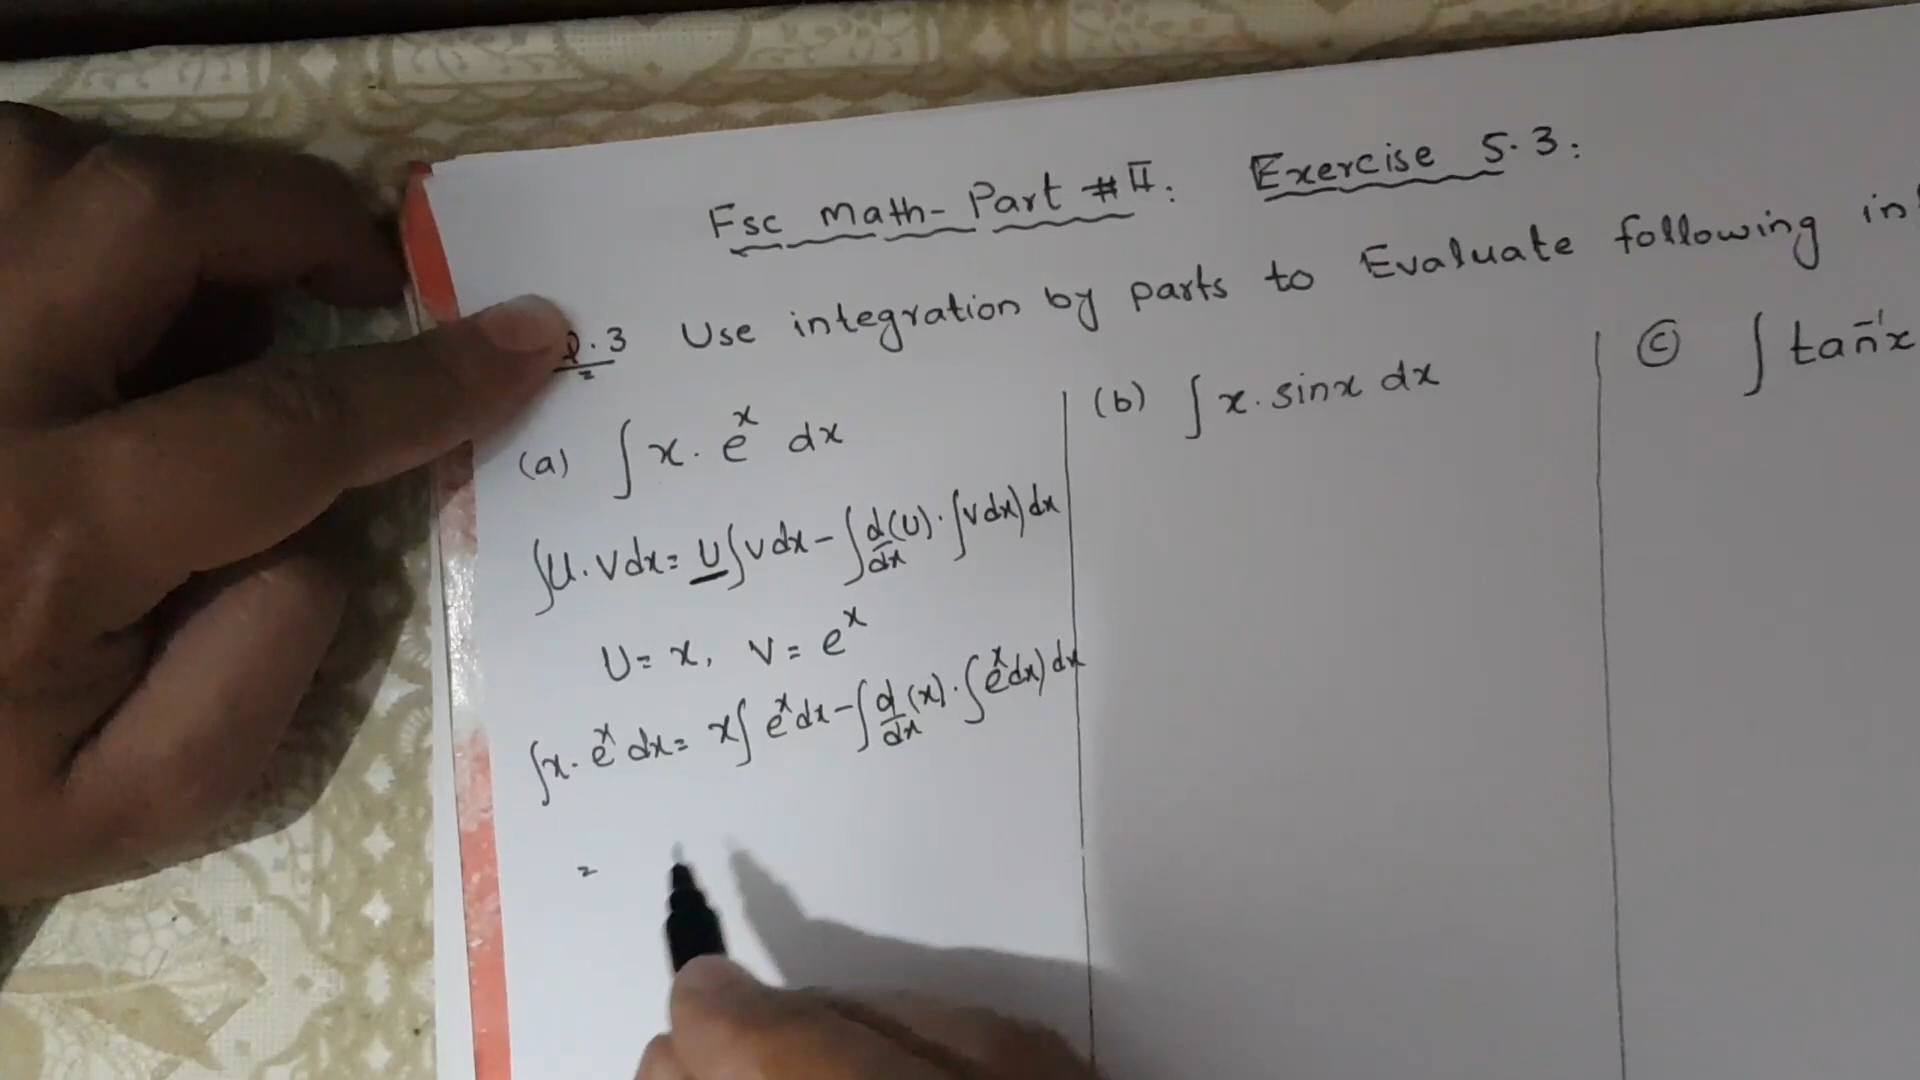 Fsc Math- Part #II: Exercise 5.3:
Q.3 Use integration by parts to Evaluate following
(a) ∫ x. eˣ dx
∫U.Vdx= U∫Vdx-∫d/dx(U).∫Vdx)dx
U= x, V= eˣ
∫x. eˣ dx= x∫eˣdx-∫d/dx(x).∫eˣdx)dx
=
(b) ∫ x. sinx dx
(c) ∫ tan⁻¹x